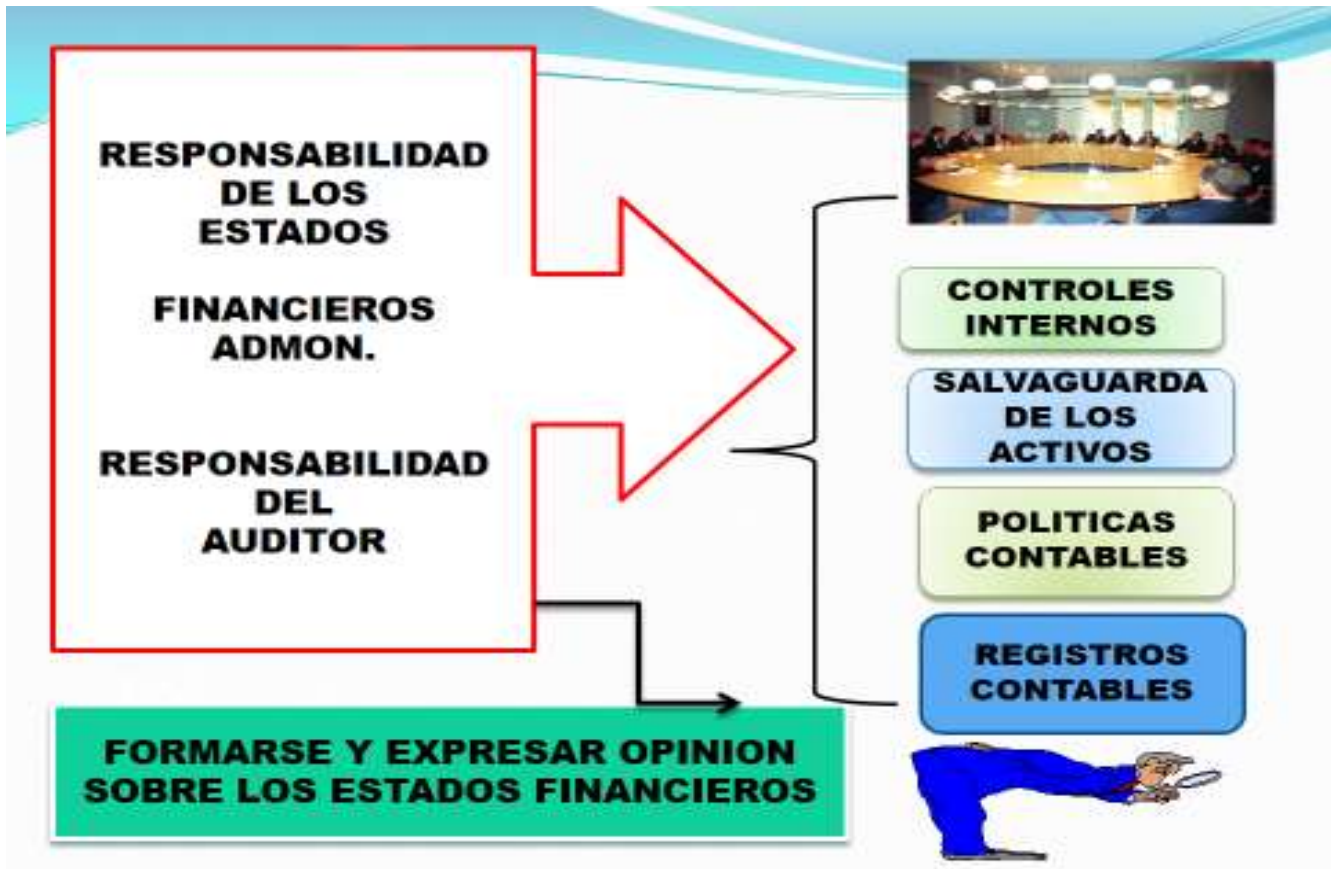 RESPONSABILIDAD
DE LOS
ESTADOS
FINANCIEROS
ADMON.
RESPONSABILIDAD
DEL
AUDITOR
CONTROLES
INTERNOS
SALVAGUARDA
DE LOS
ACTIVOS
POLITICAS
CONTABLES
REGISTROS
CONTABLES
FORMARSE Y EXPRESAR OPINION
SOBRE LOS ESTADOS FINANCIEROS